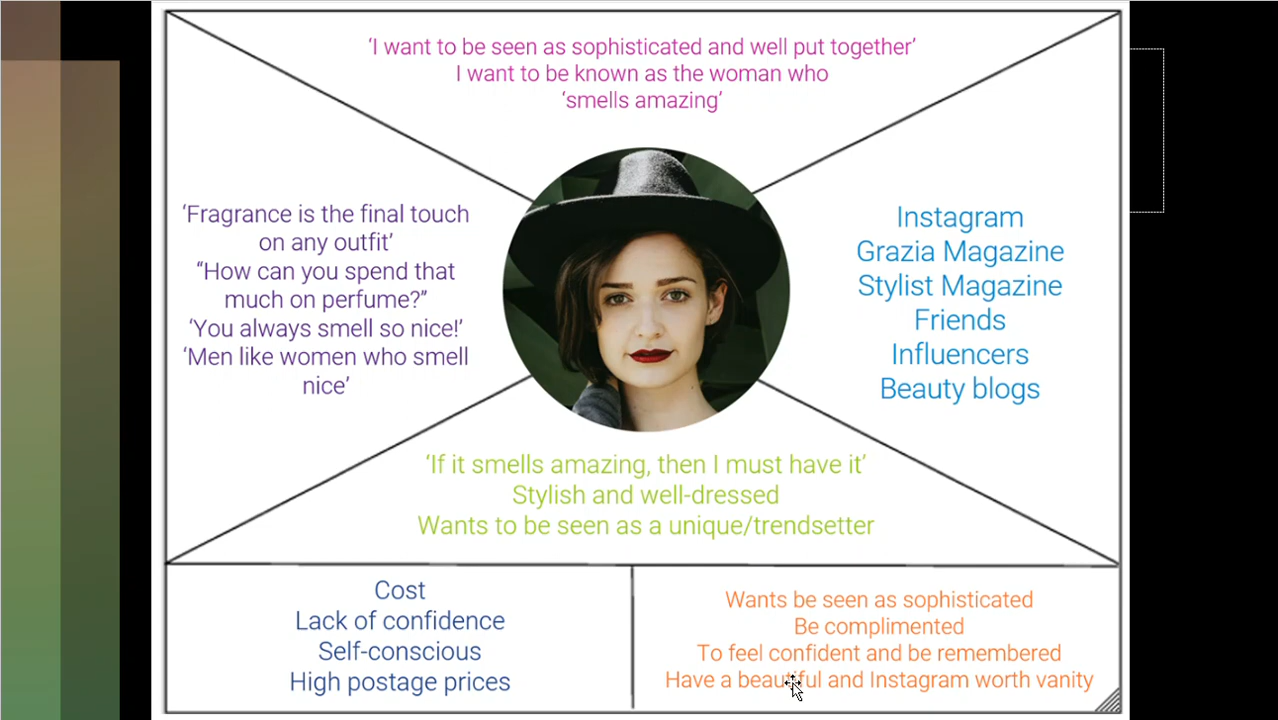 ‘I want to be seen as sophisticated and well put together’
I want to be known as the woman who
‘smells amazing’
‘Fragrance is the final touch
on any outfit’
“How can you spend that
much on perfume?”
‘You always smell so nice!’
‘Men like women who smell
nice’
Instagram
Grazia Magazine
Stylist Magazine
Friends
Influencers
Beauty blogs
‘If it smells amazing, then I must have it’
Stylish and well-dressed
Wants to be seen as a unique/trendsetter
Cost
Lack of confidence
Self-conscious
High postage prices
Wants be seen as sophisticated
Be complimented
To feel confident and be remembered
Have a beautiful and Instagram worth vanity